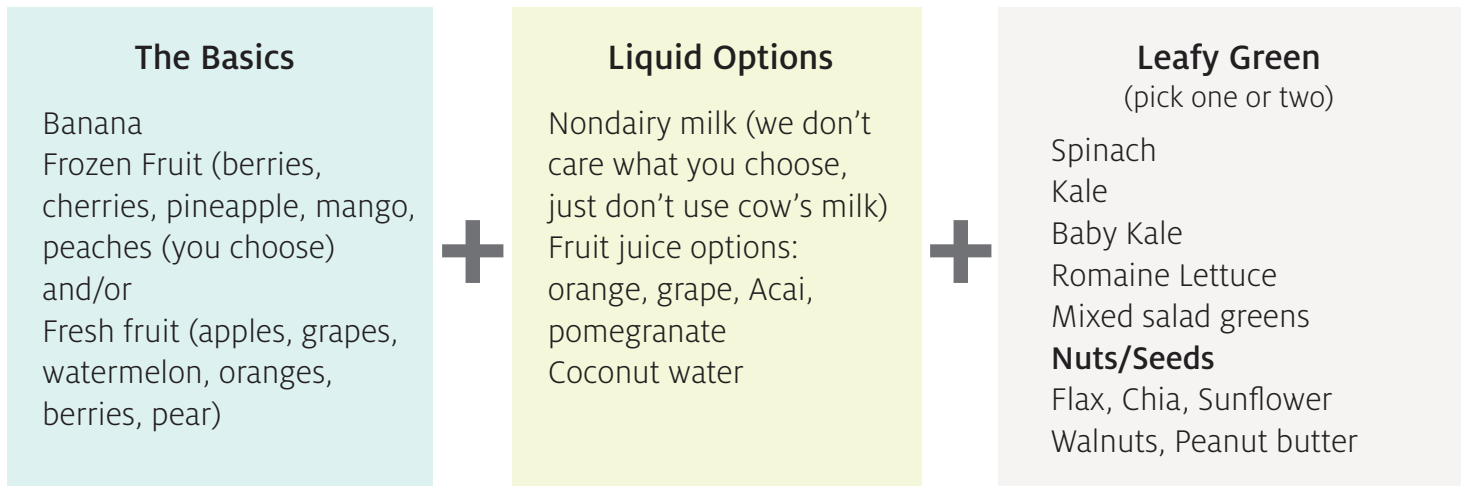 The Basics
Banana
Frozen Fruit (berries,
cherries, pineapple, mango,
peaches (you choose)
and/or
Fresh fruit (apples, grapes,
watermelon, oranges,
berries, pear)
+
Liquid Options
Nondairy milk (we don’t
care what you choose,
just don’t use cow’s milk)
Fruit juice options:
orange, grape, Acai,
pomegranate
Coconut water
+
Leafy Green
(pick one or two)
Spinach
Kale
Baby Kale
Romaine Lettuce
Mixed salad greens
Nuts/Seeds
Flax, Chia, Sunflower
Walnuts, Peanut butter